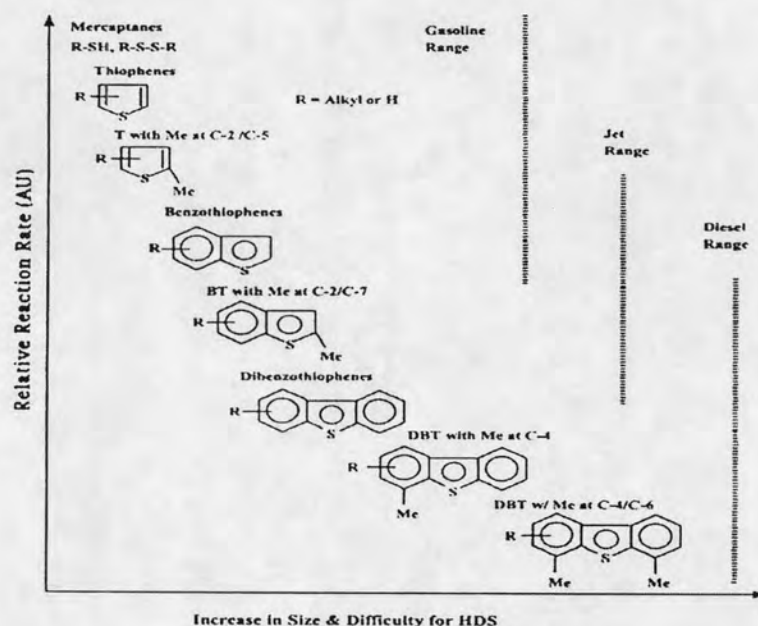 Mercaptanes
R-SH, R-S-S-R
Thiophenes
R
S
R = Alkyl or H
T with Me at C-2 /C-5
R
S
Me
Benzothiophenes
R
S
BT with Me at C-2/C-7
R
S
Me
Dibenzothiophenes
R
S
DBT with Me at C-4
R
S
Me
DBT w/ Me at C-4/C-6
R
S
Me
Me
Gasoline
Range
Jet
Range
Diesel
Range
Relative Reaction Rate (AU)
Increase in Size & Difficulty for HDS